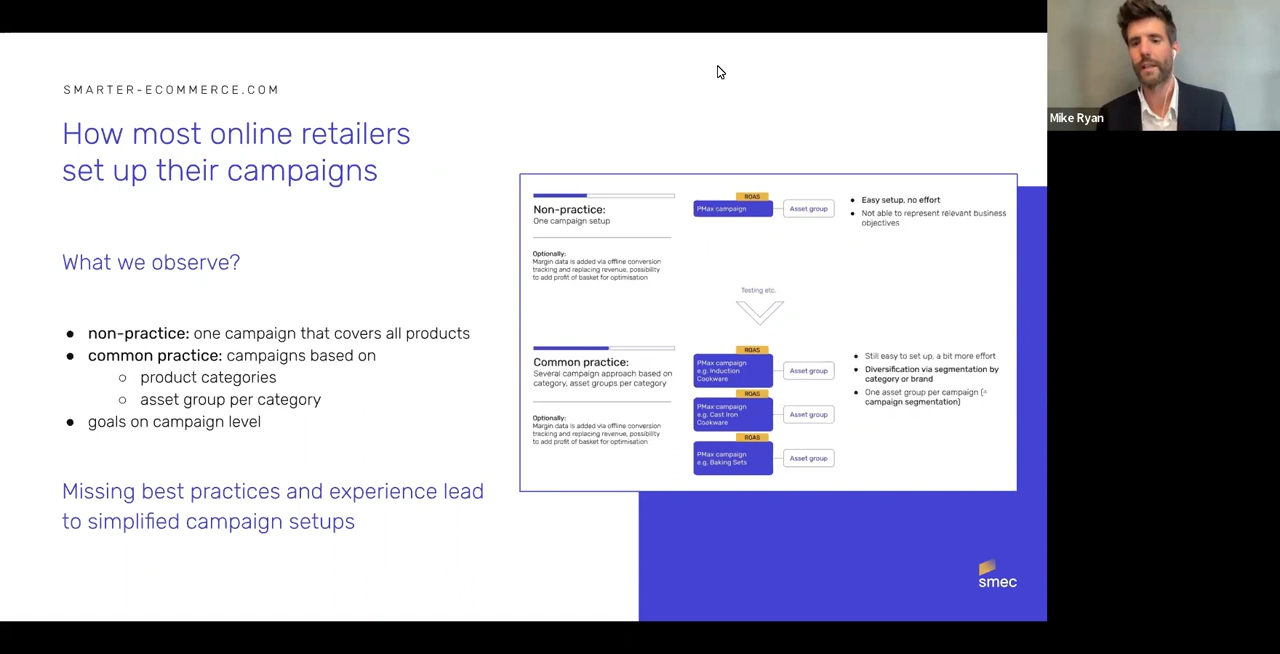 SMARTER-ECOMMERCE.COM
How most online retailers
set up their campaigns
What we observe?
● non-practice: one campaign that covers all products
● common practice: campaigns based on
○ product categories
○ asset group per category
● goals on campaign level
Missing best practices and experience lead
to simplified campaign setups
Non-practice:
One campaign setup
Optionally:
Margin data is added via offline conversion
tracking and replacing revenue, possibility
to add profit of basket for optimisation
ROAS
PMax campaign
Asset group
● Easy setup, no effort
● Not able to represent relevant business
objectives
Testing etc.
Common practice:
Several campaign approach based on
category, asset groups per category
Optionally:
Margin data is added via offline conversion
tracking and replacing revenue, possibility
to add profit of basket for optimisation
ROAS
PMax campaign
e.g. Induction
Cookware
Asset group
ROAS
PMax campaign
e.g. Cast Iron
Cookware
Asset group
ROAS
PMax campaign
e.g. Baking Sets
Asset group
● Still easy to set up, a bit more effort
● Diversification via segmentation by
category or brand
● One asset group per campaign (^
campaign segmentation)
smec
Mike Ryan